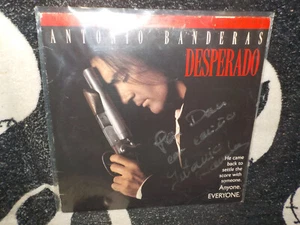 ANTONIO BANDERAS
DESPERADO
He came
back to
settle the
score with
someone.
Anyone.
EVERYONE.